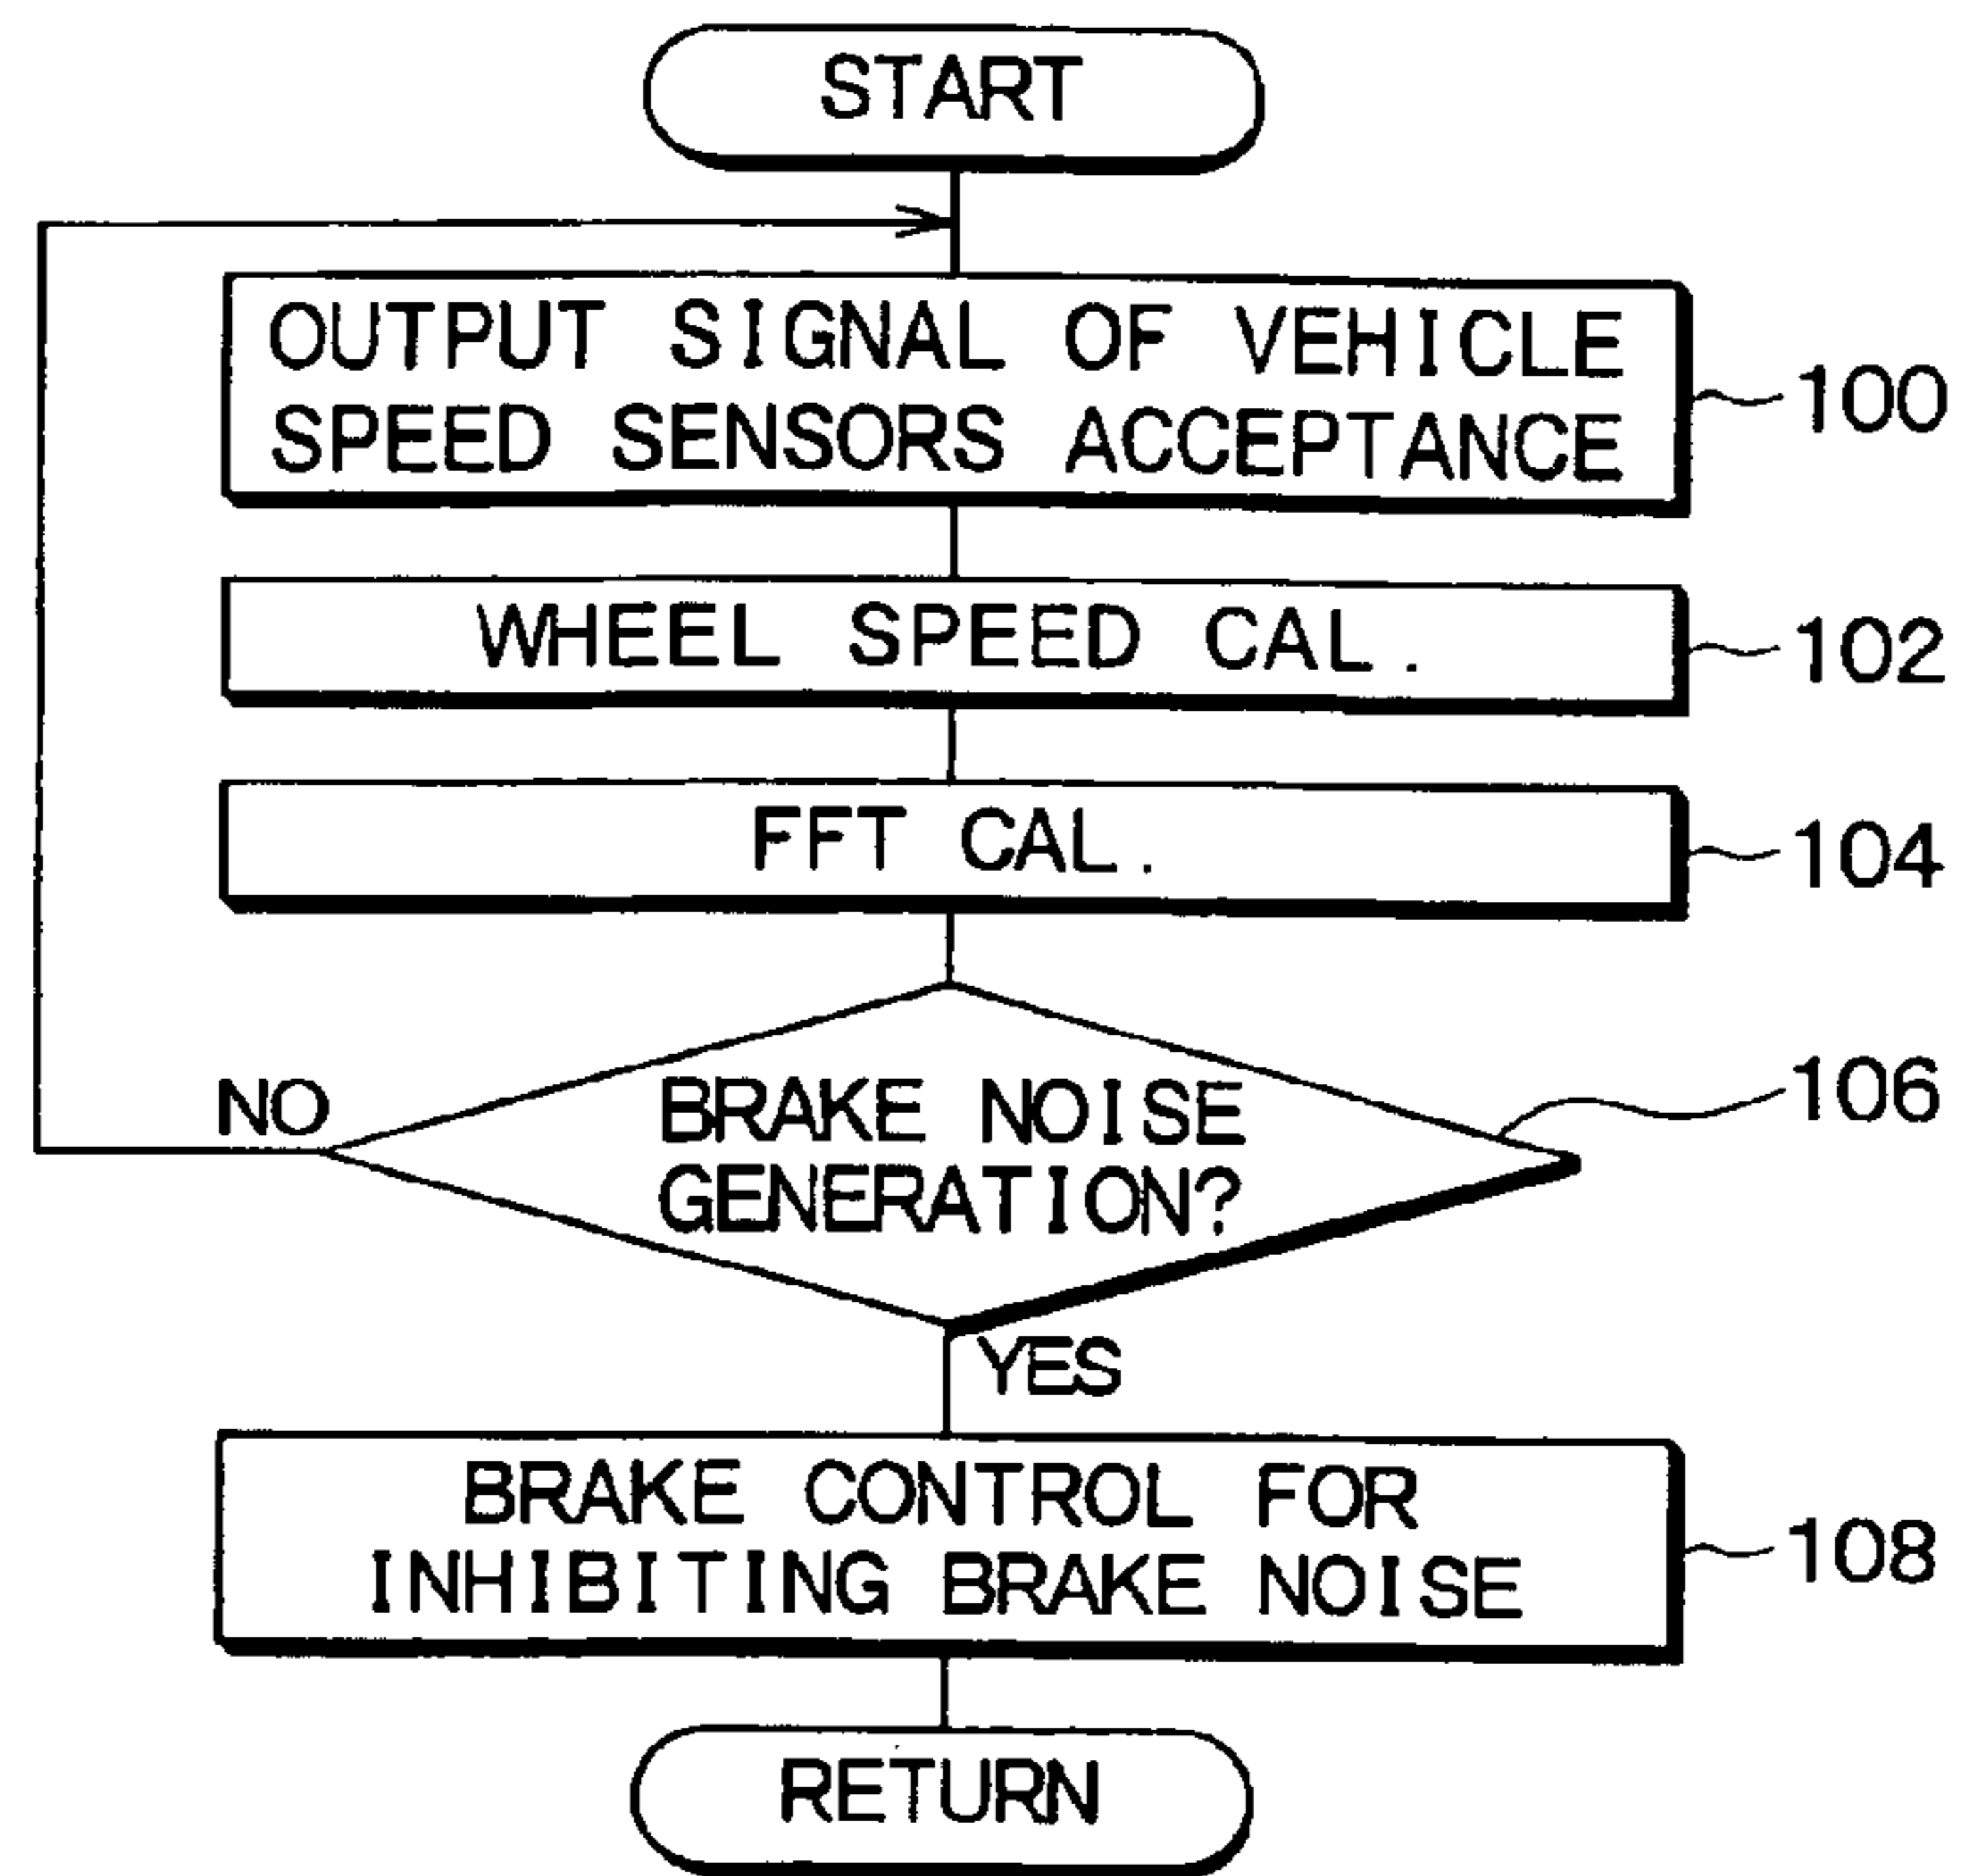 START
OUTPUT SIGNAL OF VEHICLE
SPEED SENSORS ACCEPTANCE
100
WHEEL SPEED CAL.
102
FFT CAL.
104
NO
BRAKE NOISE
GENERATION?
106
YES
BRAKE CONTROL FOR
INHIBITING BRAKE NOISE
108
RETURN